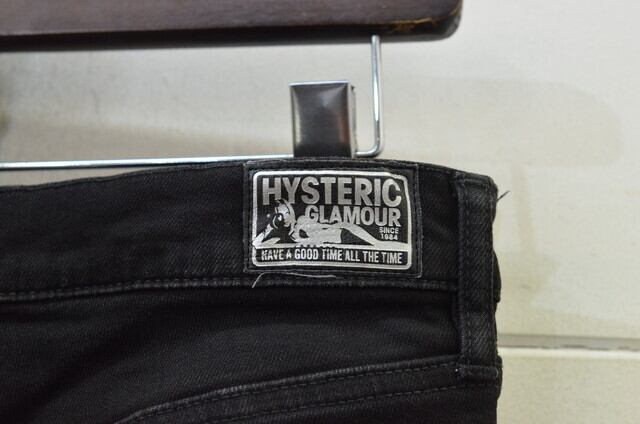 HYSTERIC
GLAMOUR
SINCE
1984
HAVE A GOOD TIME ALL THE TIME